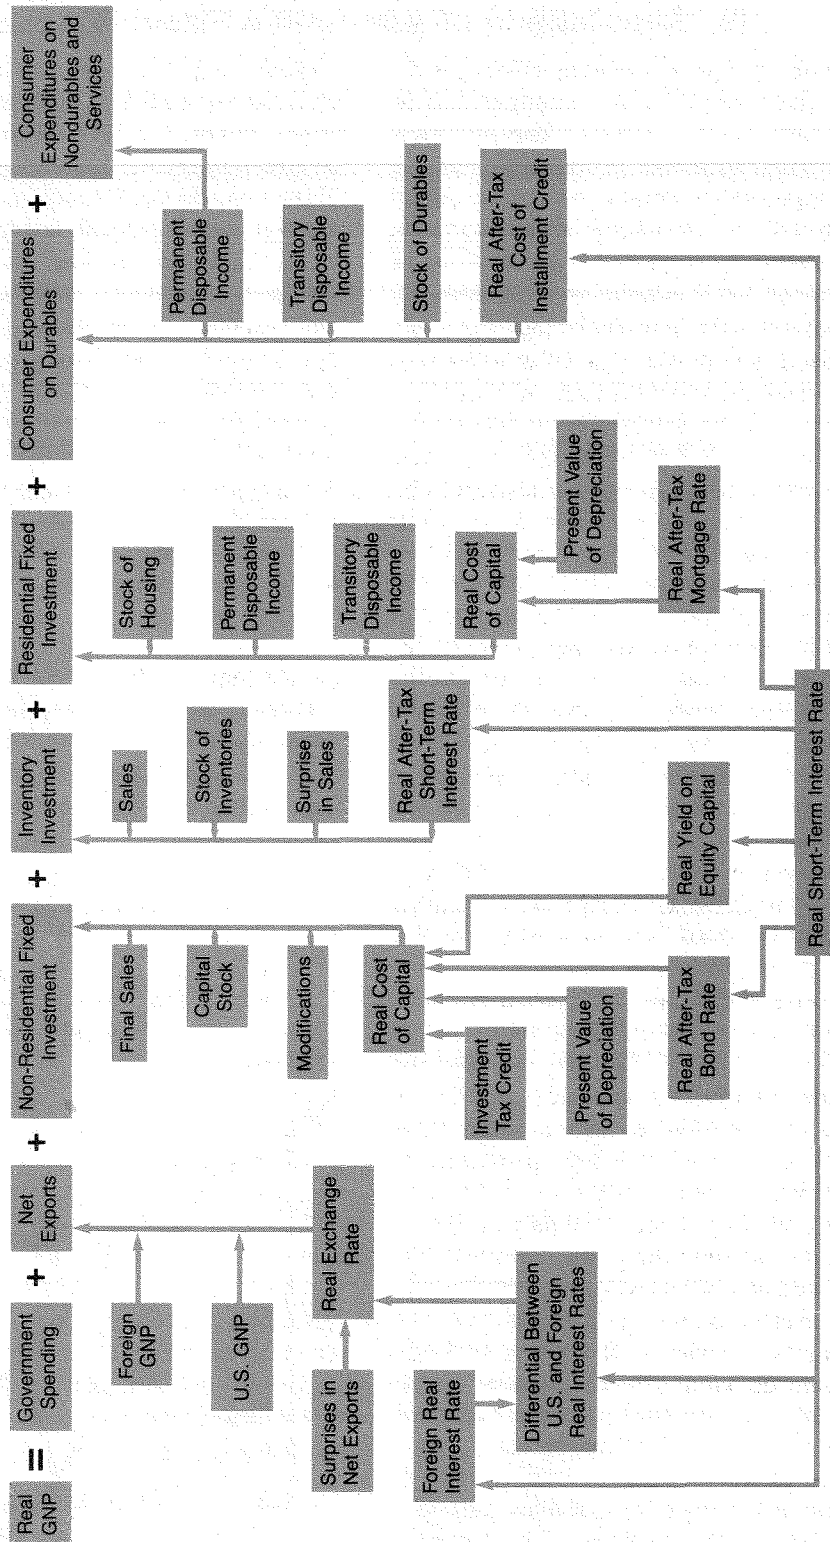 Real
GNP
=
Government
Spending
+
Net
Exports
+
Non-Residential Fixed
Investment
+
Inventory
Investment
+
Residential Fixed
Investment
+
Consumer Expenditures
on Durables
+
Consumer
Expenditures on
Nondurables and
Services
Foreign
GNP
U.S. GNP
Surprises in
Net Exports
Real Exchange
Rate
Foreign Real
Interest Rate
Differential Between
U.S. and Foreign
Real Interest Rates
Final Sales
Capital
Stock
Modifications
Real Cost
of Capital
Investment
Tax Credit
Present Value
of Depreciation
Real After-Tax
Bond Rate
Real Yield on
Equity Capital
Sales
Stock of
Inventories
Surprise
in Sales
Real After-Tax
Short-Term
Interest Rate
Stock of
Housing
Permanent
Disposable
Income
Transitory
Disposable
Income
Real Cost
of Capital
Present Value
of Depreciation
Real After-Tax
Mortgage Rate
Permanent
Disposable
Income
Transitory
Disposable
Income
Stock of Durables
Real After-Tax
Cost of
Installment Credit
Real Short-Term Interest Rate